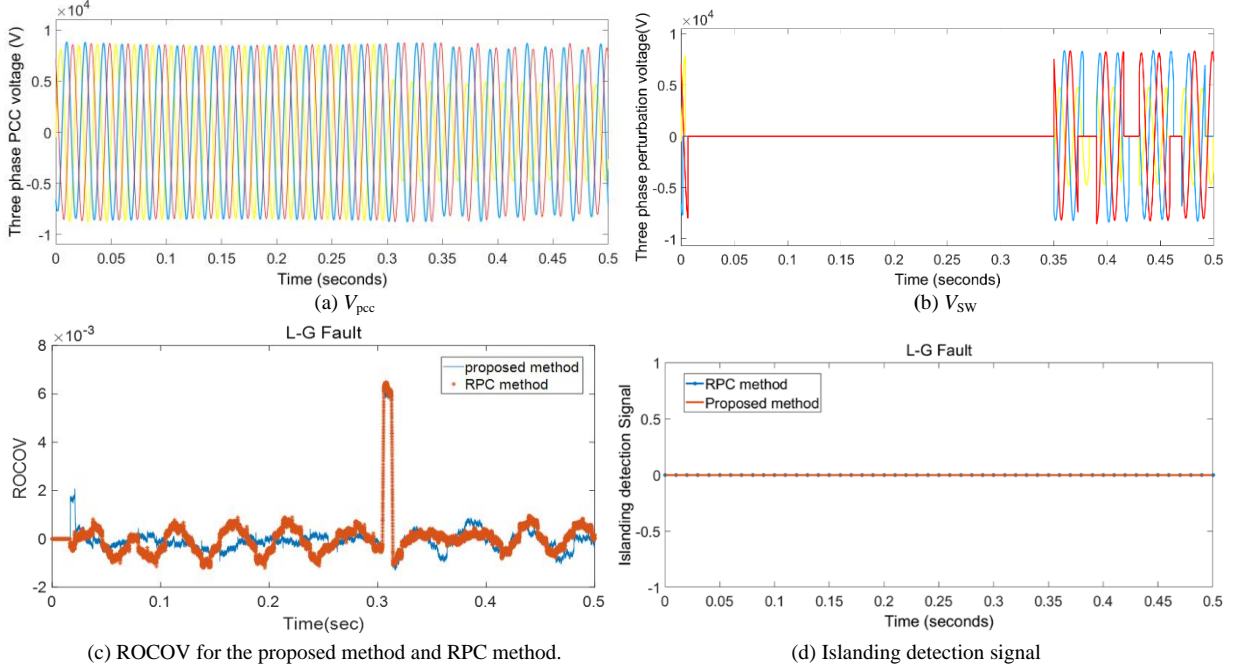 ×10⁴
Three phase PCC voltage (V)
1
0.5
0
-0.5
-1
0 0.05 0.1 0.15 0.2 0.25 0.3 0.35 0.4 0.45 0.5
Time (seconds)
(a) Vpcc
×10⁴
Three phase perturbation voltage(V)
1
0.5
0
-0.5
-1
0 0.05 0.1 0.15 0.2 0.25 0.3 0.35 0.4 0.45 0.5
Time (seconds)
(b) VSW
×10⁻³
L-G Fault
proposed method
RPC method
ROCOV
8
6
4
2
0
-2
0 0.1 0.2 0.3 0.4 0.5
Time(sec)
(c) ROCOV for the proposed method and RPC method.
L-G Fault
RPC method
Proposed method
Islanding detection Signal
1
0.5
0
-0.5
-1
0 0.05 0.1 0.15 0.2 0.25 0.3 0.35 0.4 0.45 0.5
Time (seconds)
(d) Islanding detection signal